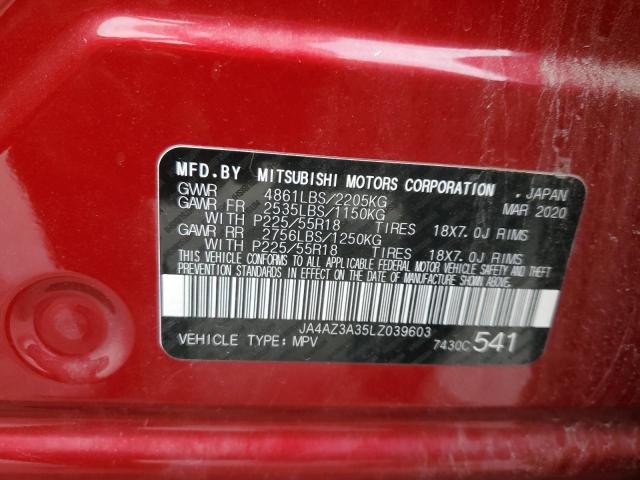 MFD.BY MITSUBISHI MOTORS CORPORATION , JAPAN
GVWR 4861LBS/2205KG MAR 2020
GAWR FR 2535LBS/1150KG
WITH P225/55R18 TIRES 18X7.0J RIMS
GAWR RR 2756LBS/1250KG
WITH P225/55R18 TIRES 18X7.0J RIMS
THIS VEHICLE CONFORMS TO ALL APPLICABLE FEDERAL MOTOR VEHICLE SAFETY AND THEFT
PREVENTION STANDARDS IN EFFECT ON THE DATE OF MANUFACTURE SHOWN ABOVE.
JA4AZ3A35LZ039603
VEHICLE TYPE: MPV 7430C 541